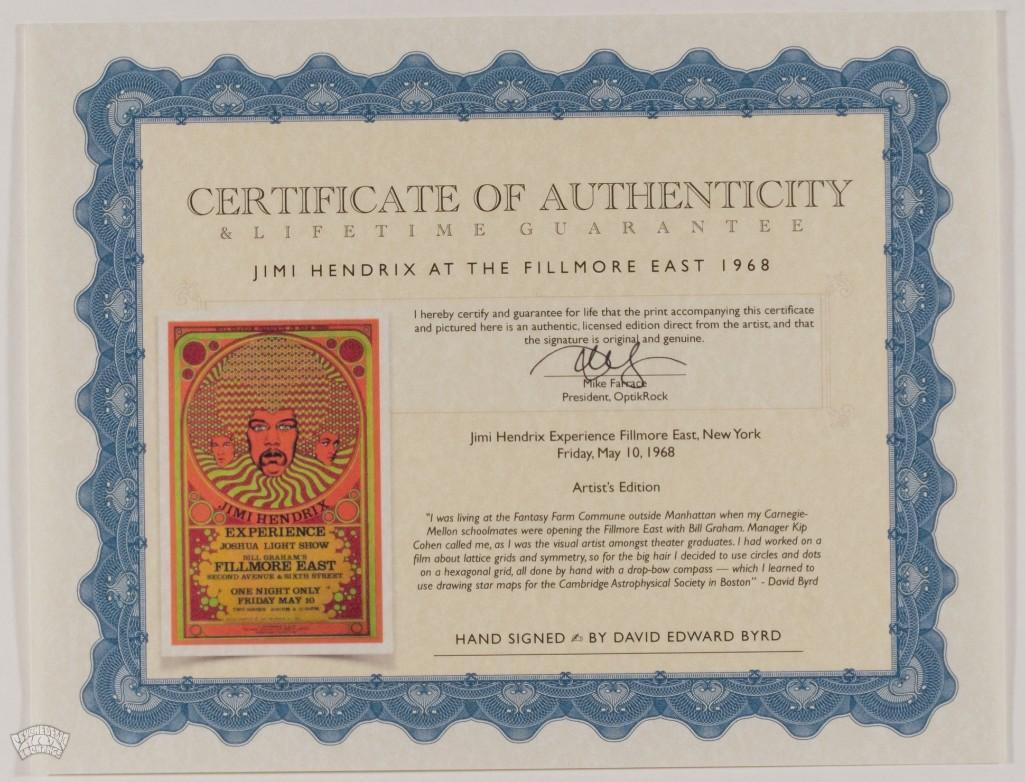 CERTIFICATE OF AUTHENTICITY
& LIFETIME GUARANTEE
JIMI HENDRIX AT THE FILLMORE EAST 1968
I hereby certify and guarantee for life that the print accompanying this certificate
and pictured here is an authentic, licensed edition direct from the artist, and that
the signature is original and genuine.
Mike Farrace
President, OptikRock
Jimi Hendrix Experience Fillmore East, New York
Friday, May 10, 1968
Artist's Edition
"I was living at the Fantasy Farm Commune outside Manhattan when my Carnegie-
Mellon schoolmates were opening the Fillmore East with Bill Graham. Manager Kip
Cohen called me, as I was the visual artist amongst theater graduates. I had worked on a
film about lattice grids and symmetry, so for the big hair I decided to use circles and dots
on a hexagonal grid, all done by hand with a drop-bow compass — which I learned to
use drawing star maps for the Cambridge Astrophysical Society in Boston" - David Byrd
HAND SIGNED ✍ BY DAVID EDWARD BYRD
JIMI HENDRIX
EXPERIENCE
JOSHUA LIGHT SHOW
BILL GRAHAM'S
FILLMORE EAST
SECOND AVENUE & SIXTH STREET
ONE NIGHT ONLY
FRIDAY MAY 10
PSYCHEDELIC
EXCHANGE